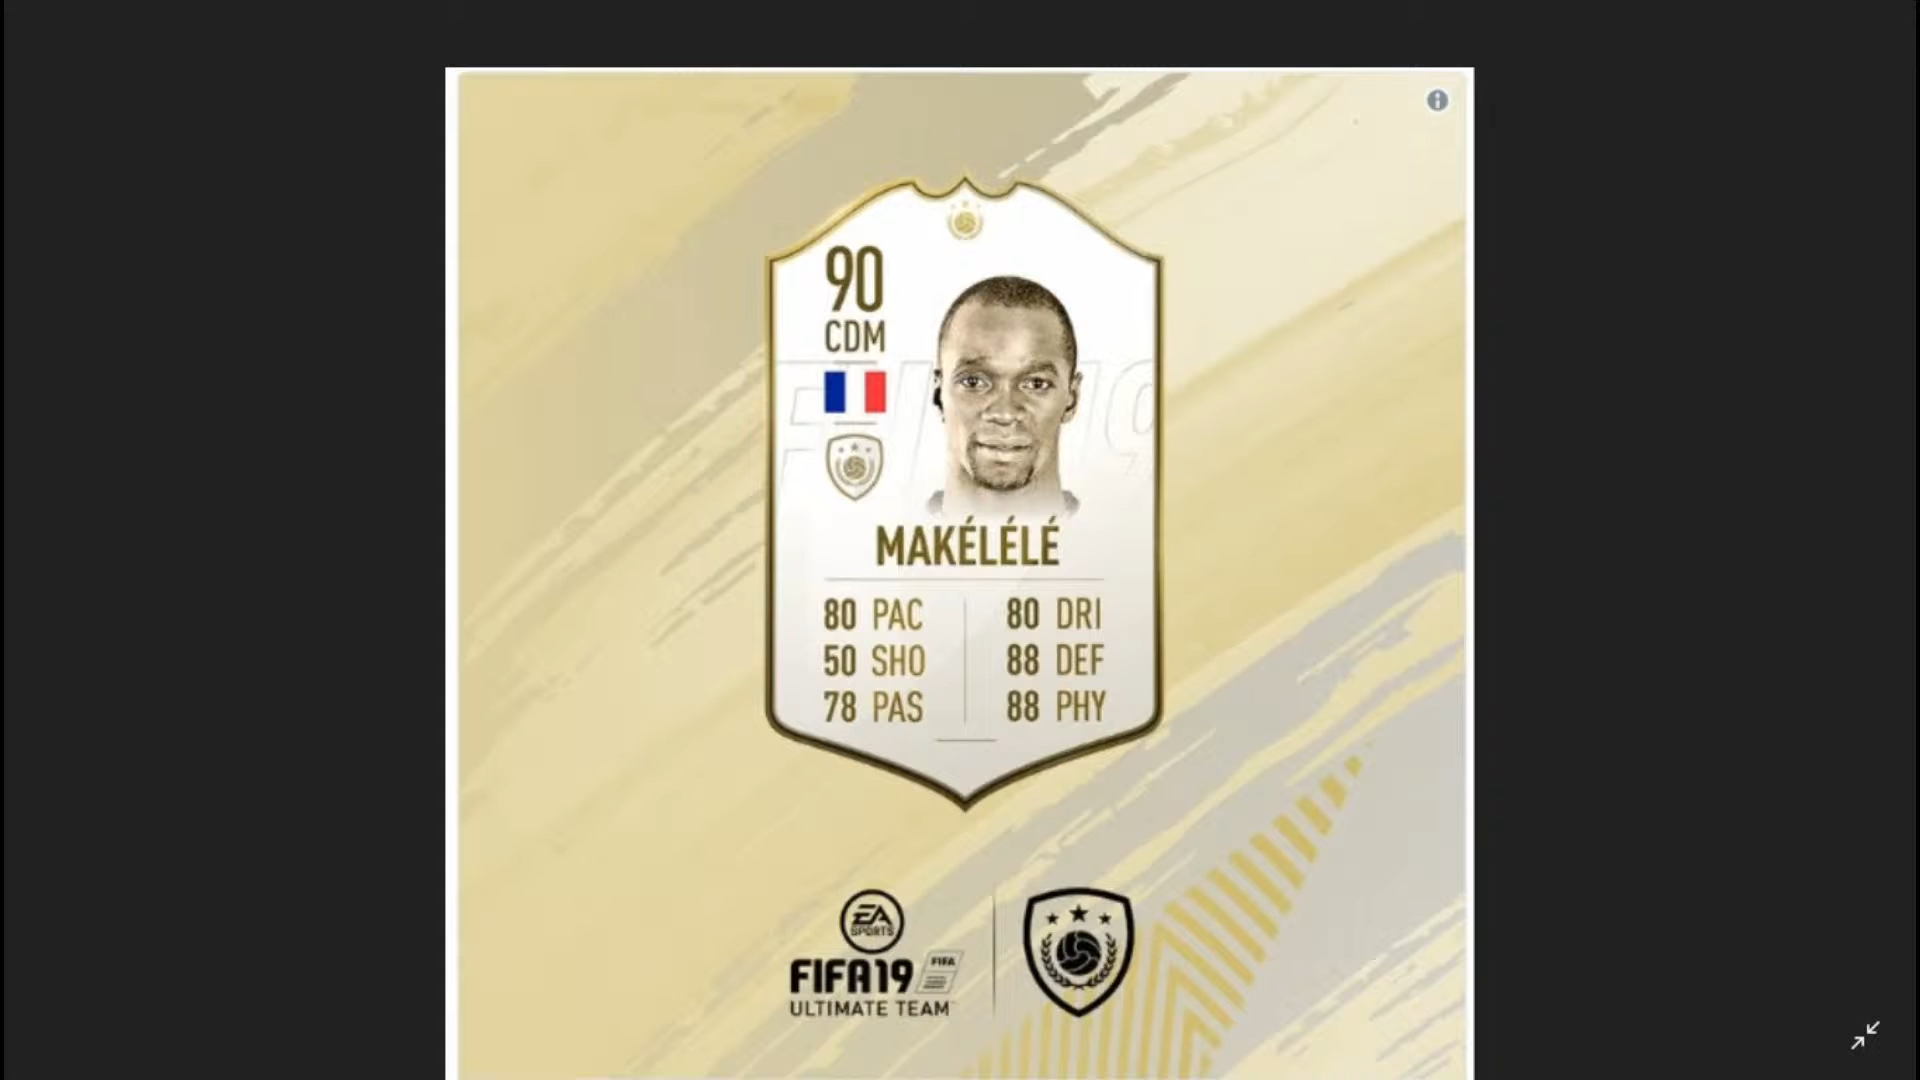 90
CDM
MAKÉLÉLÉ
80 PAC
50 SHO
78 PAS
80 DRI
88 DEF
88 PHY
EA
SPORTS
FIFA19
FIFA
ULTIMATE TEAM